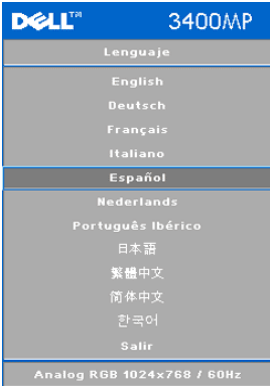 DELL™ 3400MP
Lenguaje
English
Deutsch
Français
Italiano
Español
Nederlands
Português Ibérico
日本語
繁體中文
简体中文
한국어
Salir
Analog RGB 1024x768 / 60Hz